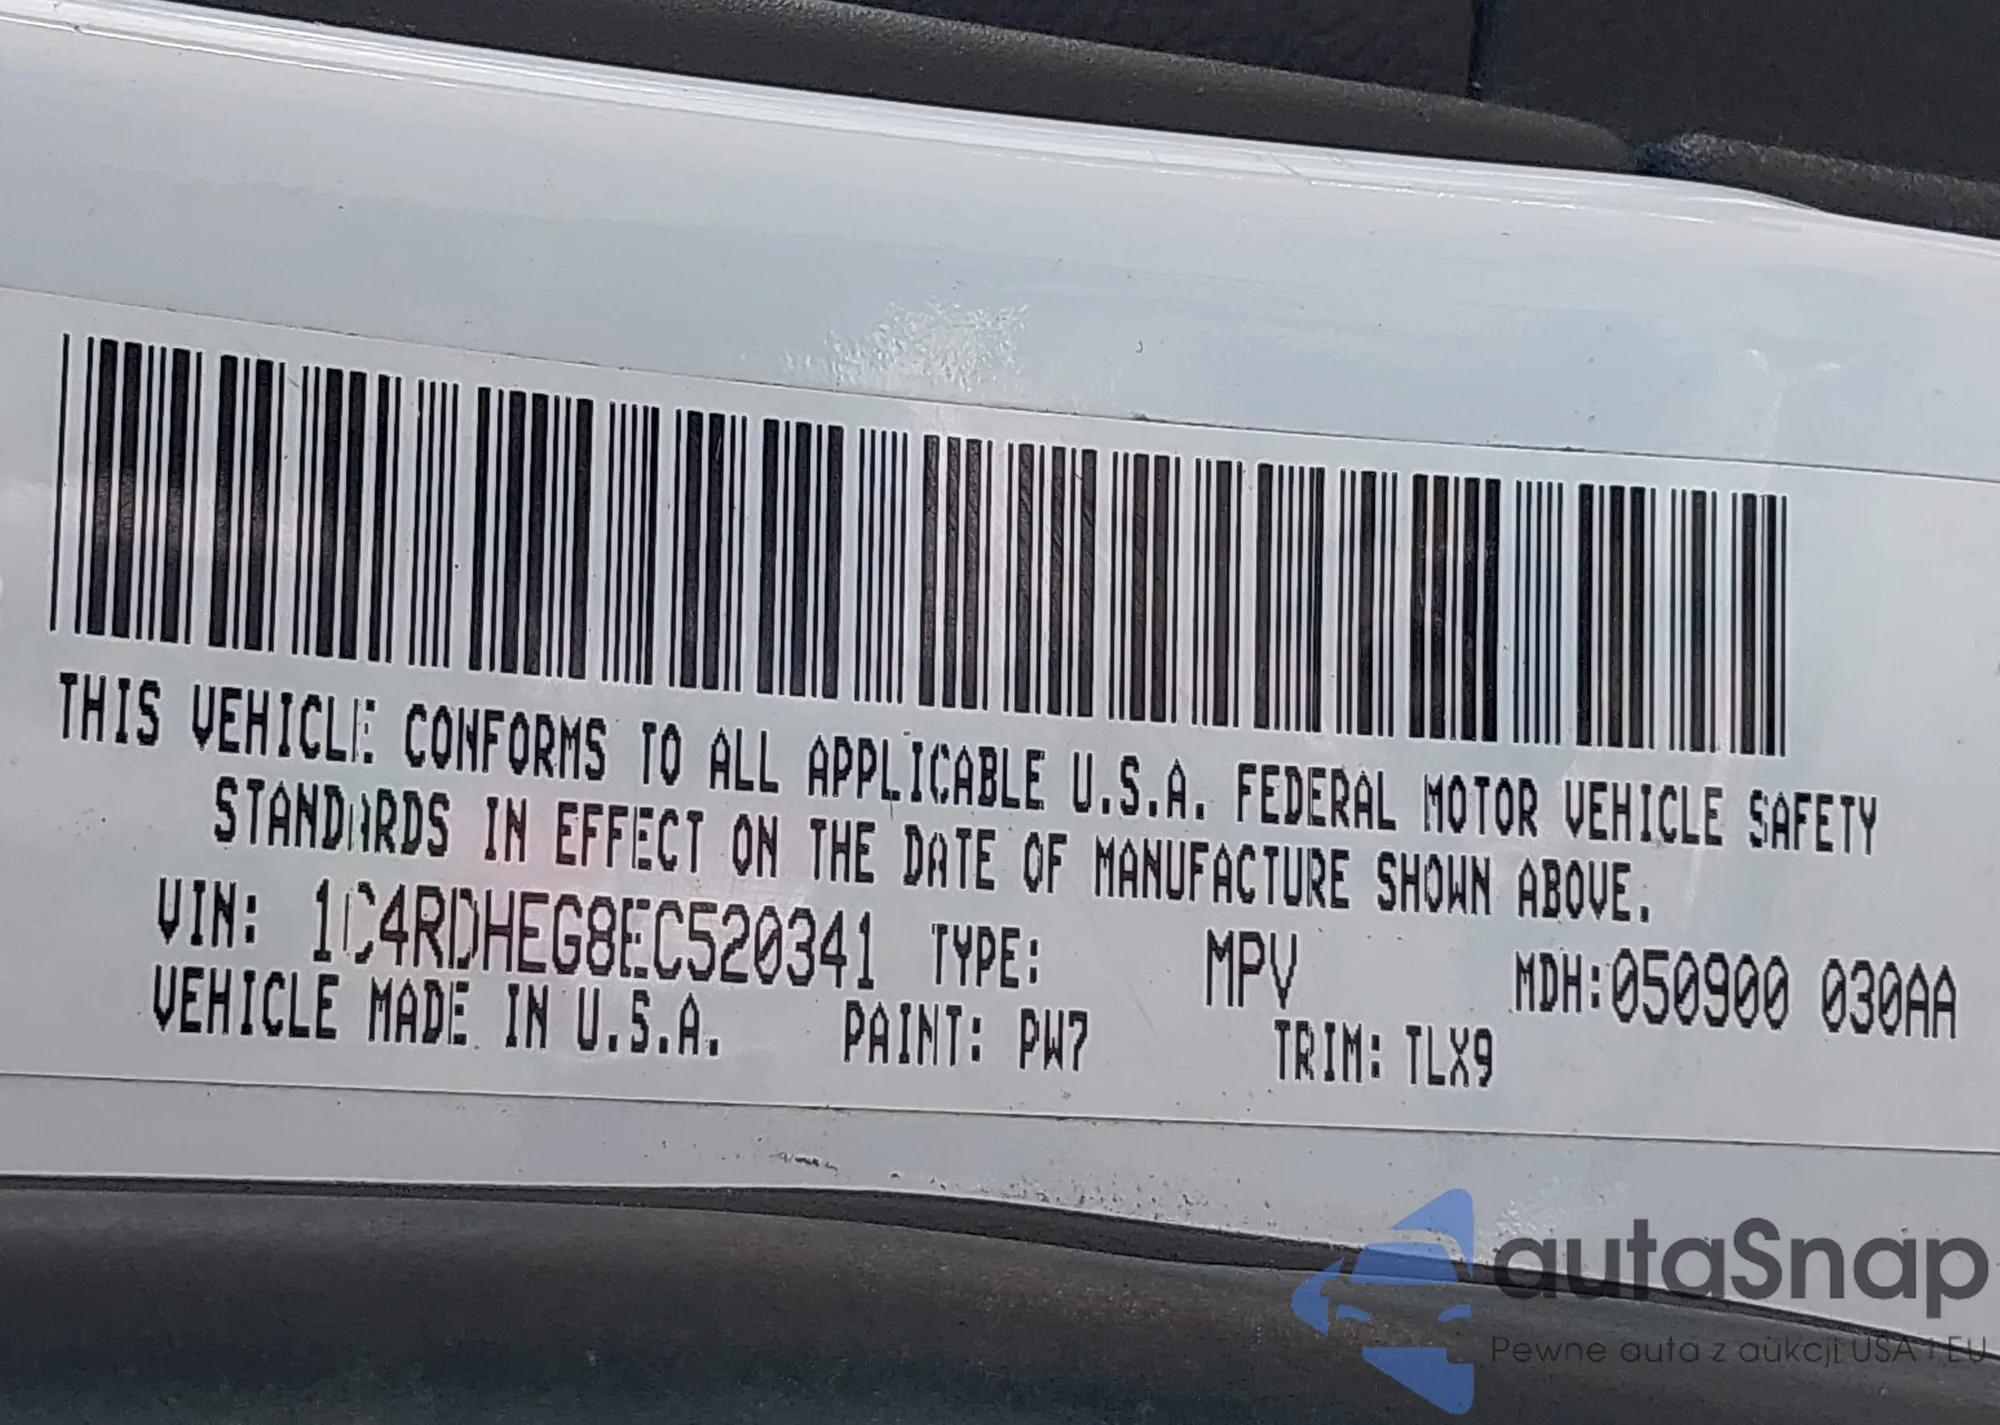 THIS VEHICLE CONFORMS TO ALL APPLICABLE U.S.A. FEDERAL MOTOR VEHICLE SAFETY
STANDARDS IN EFFECT ON THE DATE OF MANUFACTURE SHOWN ABOVE.
VIN: 1C4RDHEG8EC520341 TYPE: MPV MDH:050900 030AA
VEHICLE MADE IN U.S.A. PAINT: PW7 TRIM: TLX9
autaSnap
Pewne auta z aukcji USA i EU